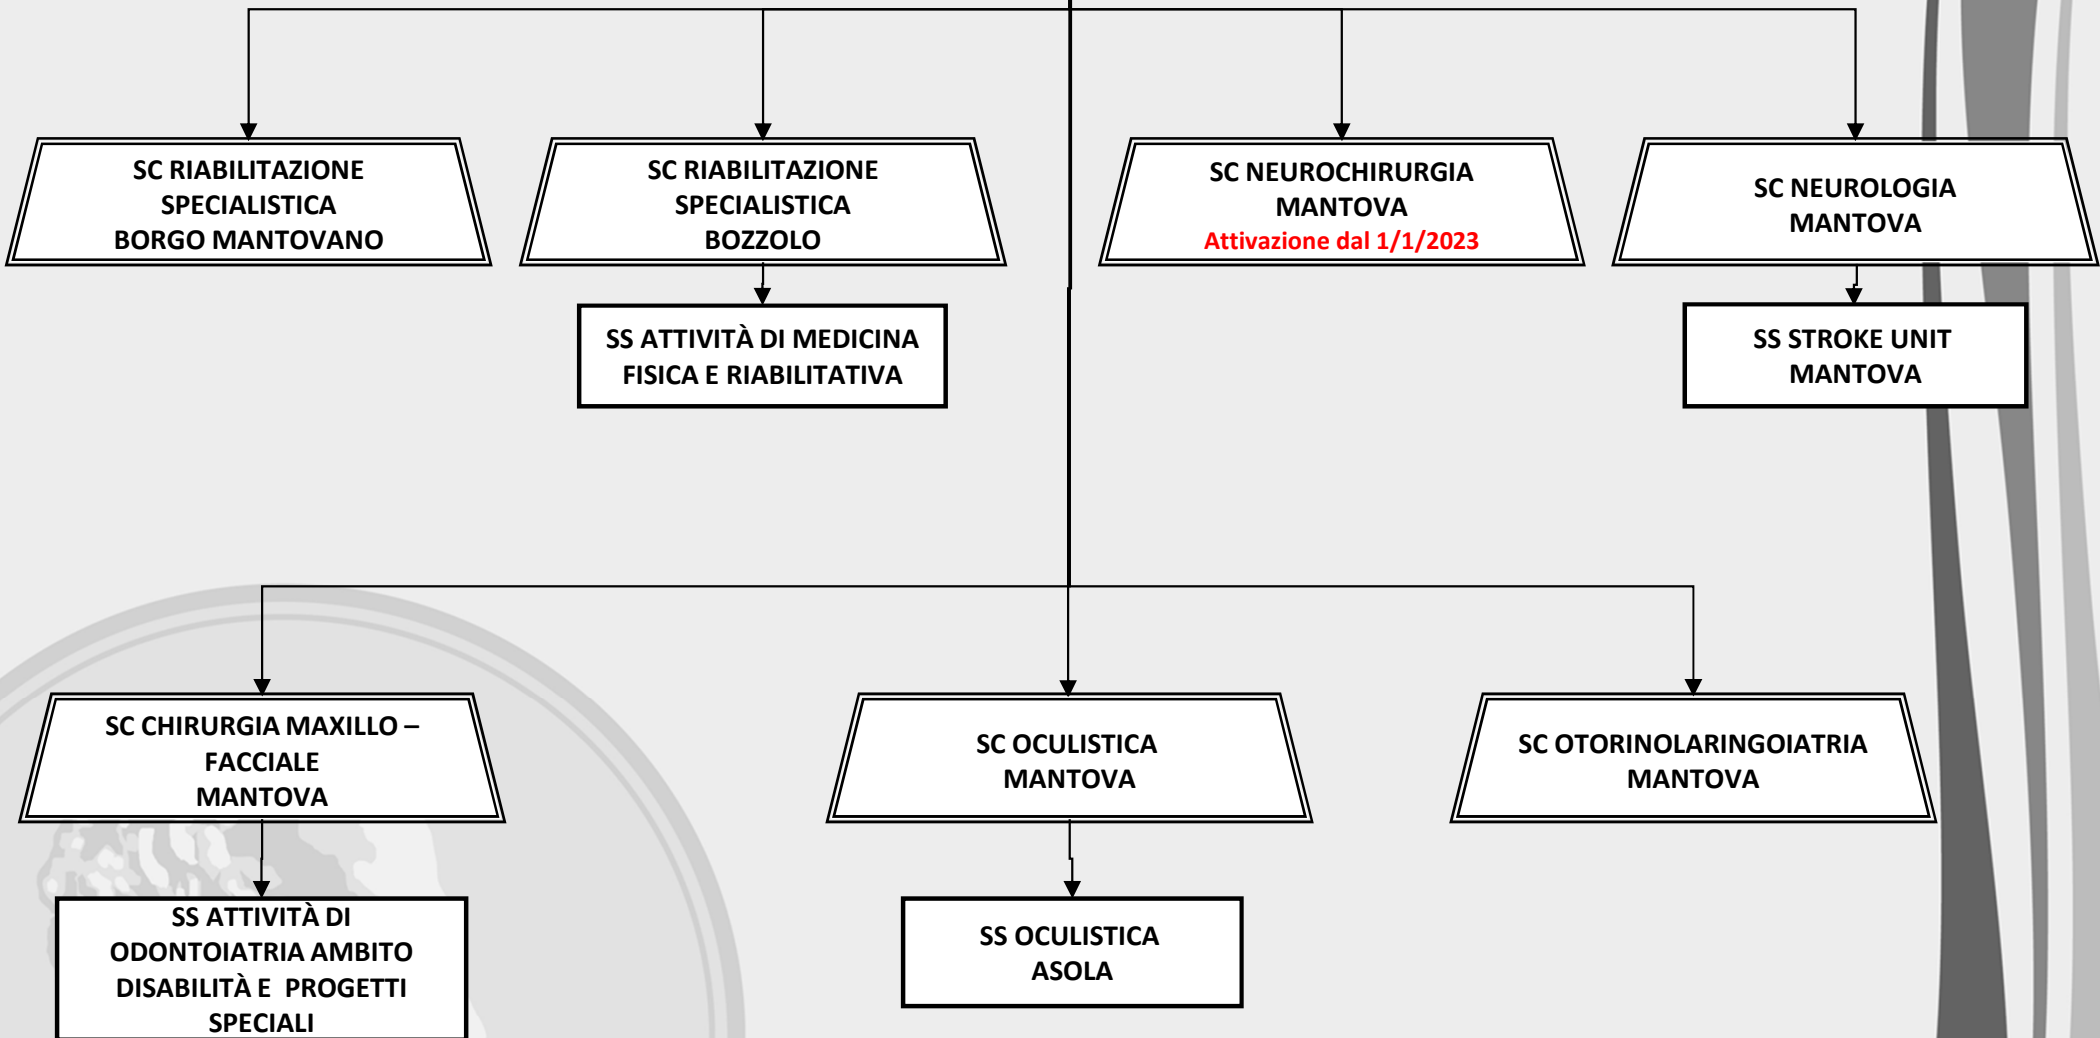 SC RIABILITAZIONE
SPECIALISTICA
BORGO MANTOVANO
SC RIABILITAZIONE
SPECIALISTICA
BOZZOLO
SC NEUROCHIRURGIA
MANTOVA
Attivazione dal 1/1/2023
SC NEUROLOGIA
MANTOVA
SS ATTIVITÀ DI MEDICINA
FISICA E RIABILITATIVA
SS STROKE UNIT
MANTOVA
SC CHIRURGIA MAXILLO –
FACCIALE
MANTOVA
SC OCULISTICA
MANTOVA
SC OTORINOLARINGOIATRIA
MANTOVA
SS ATTIVITÀ DI
ODONTOIATRIA AMBITO
DISABILITÀ E  PROGETTI
SPECIALI
SS OCULISTICA
ASOLA